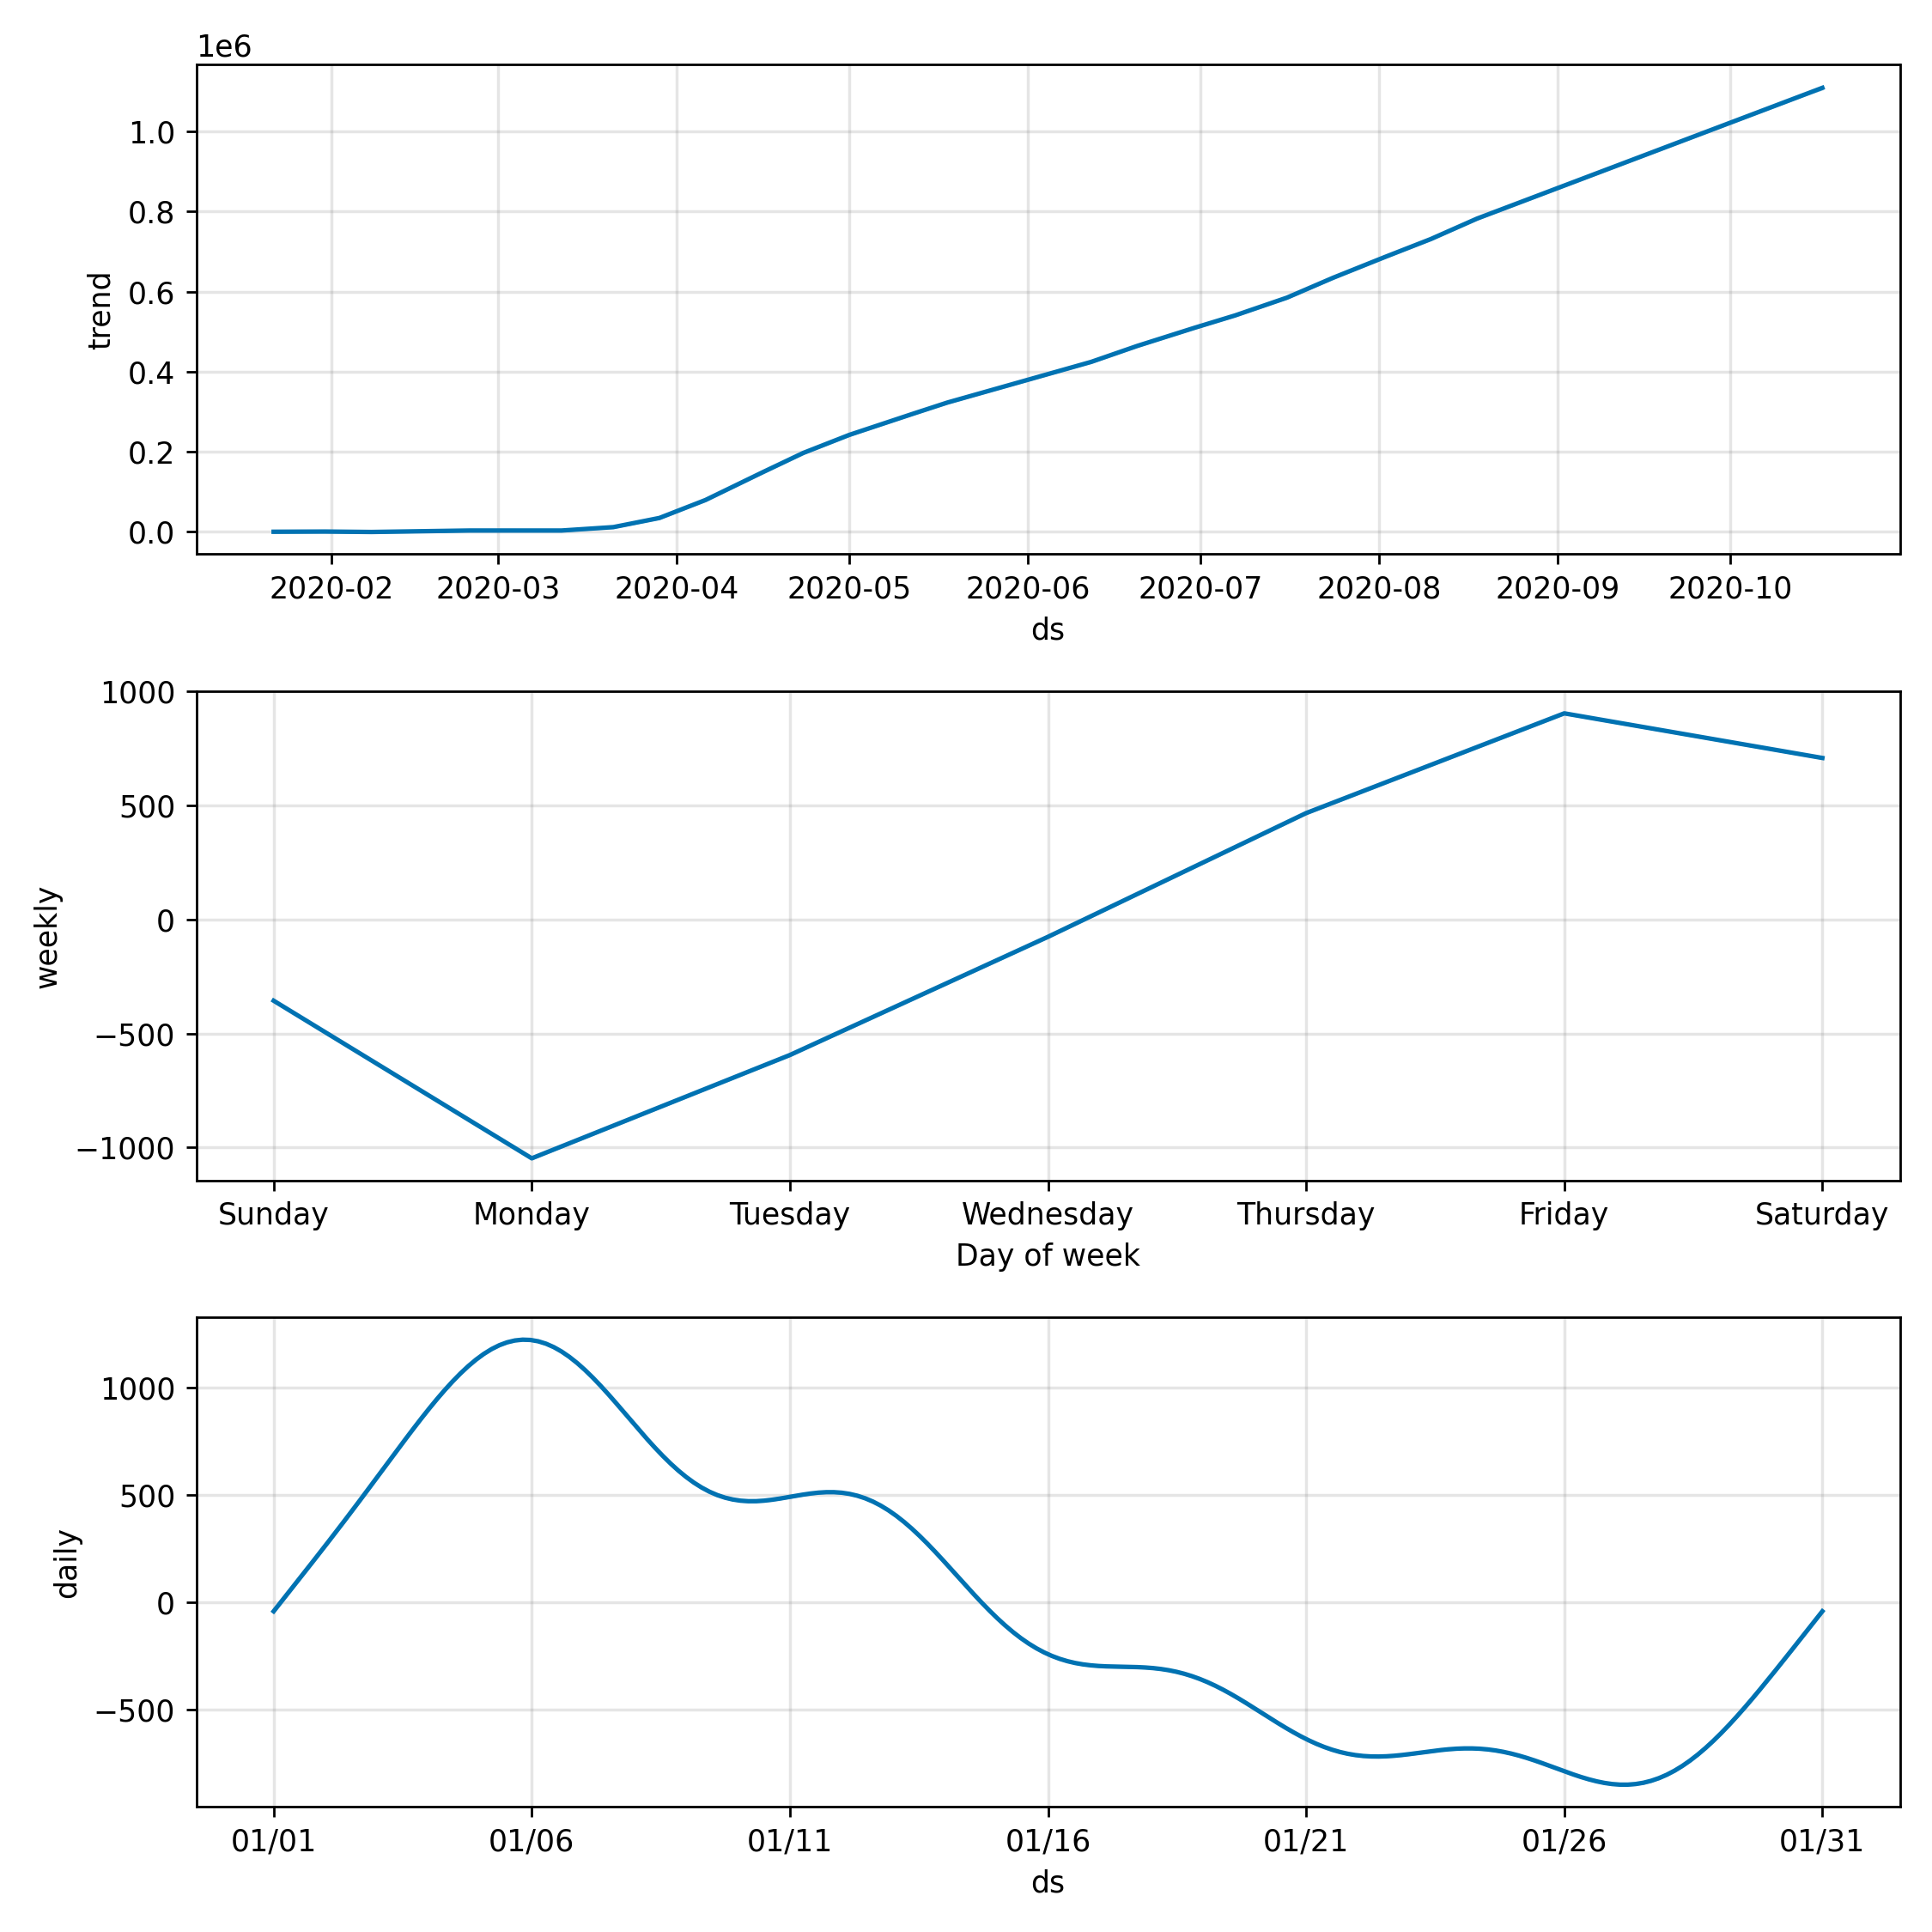 1e6
1.0
0.8
0.6
0.4
0.2
0.0
trend
2020-02 2020-03 2020-04 2020-05 2020-06 2020-07 2020-08 2020-09 2020-10
ds
1000
500
0
−500
−1000
weekly
Sunday Monday Tuesday Wednesday Thursday Friday Saturday
Day of week
1000
500
0
−500
daily
01/01 01/06 01/11 01/16 01/21 01/26 01/31
ds